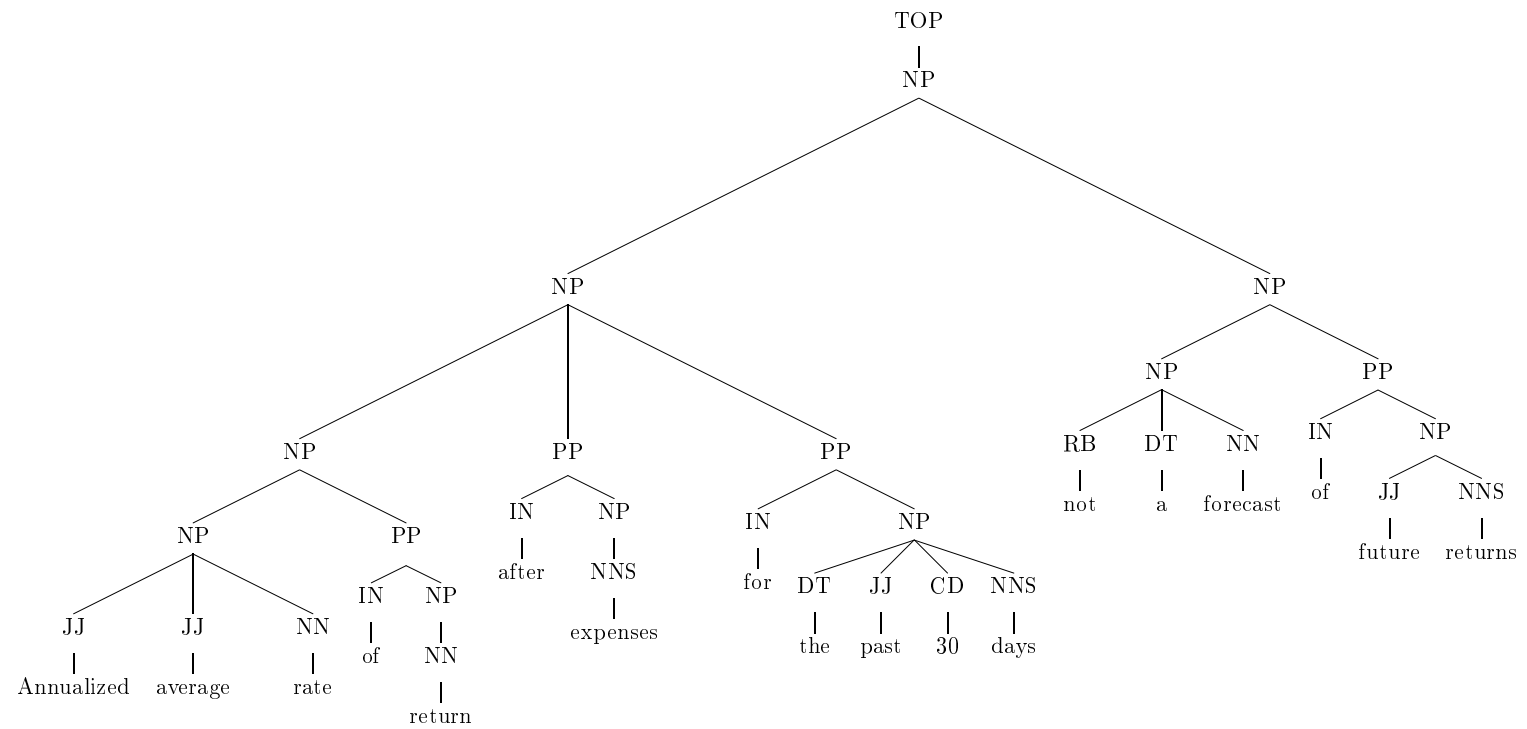 TOP
NP
NP NP
NP PP
NP PP PP
RB DT NN IN NP
not a forecast of JJ NNS
future returns
NP PP
IN NP
after NNS
expenses
IN NP
for DT JJ CD NNS
the past 30 days
JJ JJ NN
Annualized average rate
IN NP
of NN
return